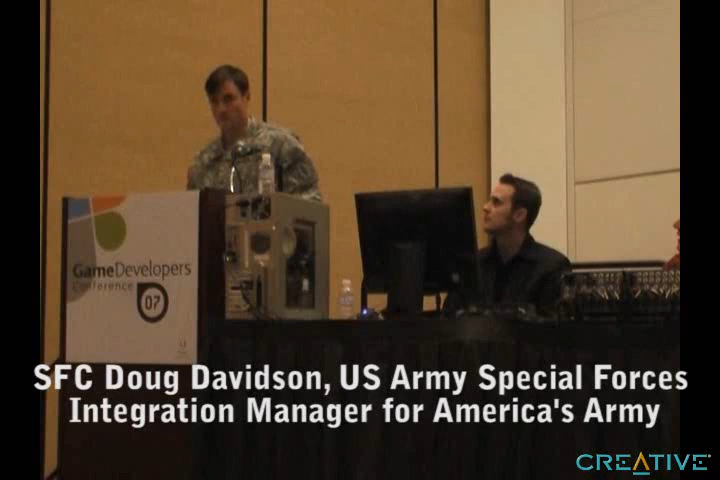 GameDevelopers
Conference
07
SFC Doug Davidson, US Army Special Forces
Integration Manager for America's Army
CREATIVE